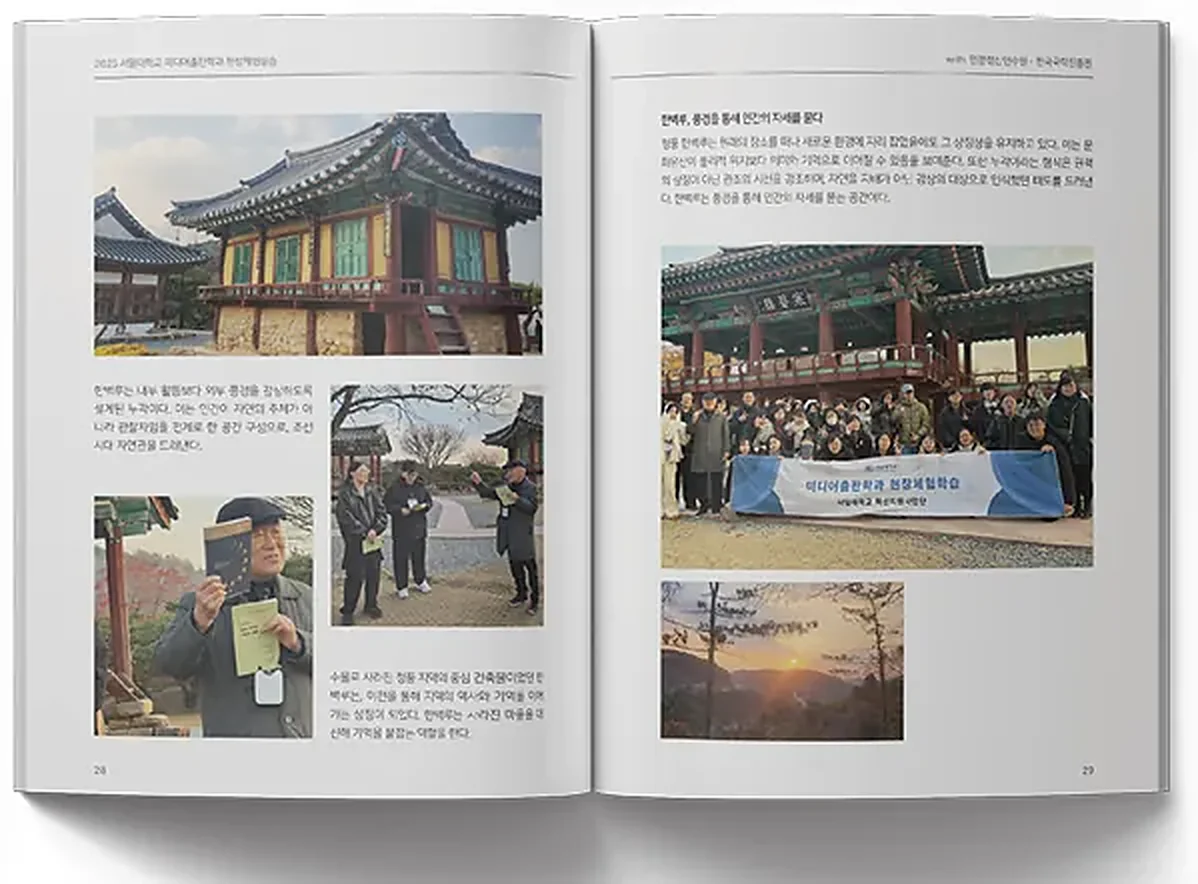 2025 서일대학교 미디어출판학과 현장체험학습
한벽루는 내부 활동보다 외부 풍경을 감상하도록
설계된 누각이다. 이는 인간이 자연의 주체가 아
니라 관찰자임을 전제로 한 공간 구성으로, 조선
시대 자연관을 드러낸다.
수몰로 사라진 청풍 지역의 중심 건축물이었던 한
벽루는, 이전을 통해 지역의 역사와 기억을 이어
가는 상징이 되었다. 한벽루는 사라진 마을을 대
신해 기억을 붙잡는 역할을 한다.
28
with 인문정신연수원 · 한국국학진흥원
한벽루, 풍경을 통해 인간의 자세를 묻다
청풍 한벽루는 원래의 장소를 떠나 새로운 환경에 자리 잡았음에도 그 상징성을 유지하고 있다. 이는 문
화유산이 물리적 위치보다 의미와 기억으로 이어질 수 있음을 보여준다. 또한 누각이라는 형식은 권력
의 상징이 아닌 관조의 시선을 강조하며, 자연을 지배가 아닌 감상의 대상으로 인식했던 태도를 드러낸
다. 한벽루는 풍경을 통해 인간의 자세를 묻는 공간이다.
미디어출판학과 현장체험학습
서일대학교 혁신지원사업단
29